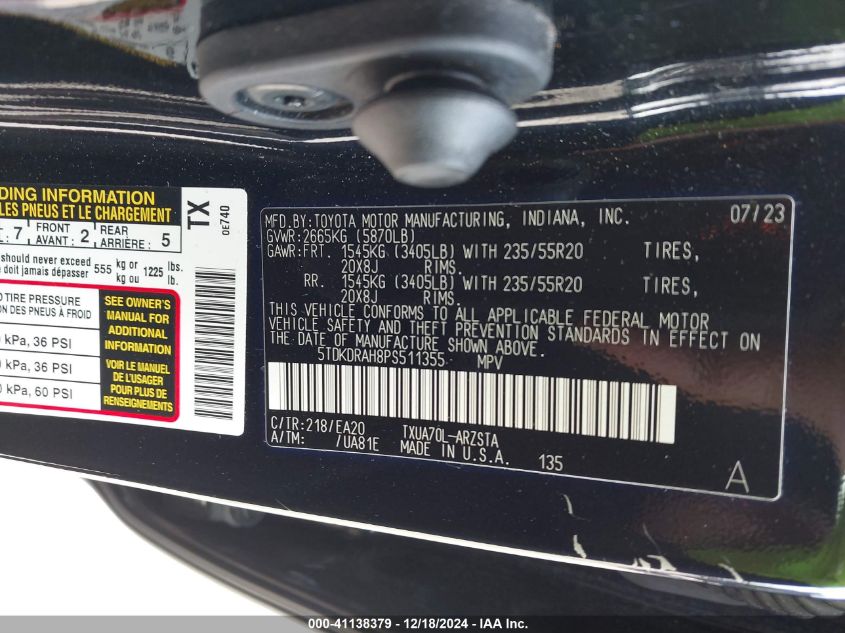 DING INFORMATION
LES PNEUS ET LE CHARGEMENT
7 FRONT AVANT: 2 REAR ARRIÈRE: 5
should never exceed 555 kg or 1225 lbs.
doit jamais dépasser kg ou lb.
TIRE PRESSURE
ION DES PNEUS À FROID
kPa, 36 PSI
kPa, 36 PSI
kPa, 60 PSI
SEE OWNER'S
MANUAL FOR
ADDITIONAL
INFORMATION
VOIR LE MANUEL
DE L'USAGER
POUR PLUS DE
RENSEIGNEMENTS
TX
0E740
MFD. BY: TOYOTA MOTOR MANUFACTURING, INDIANA, INC. 07/23
GVWR: 2665KG (5870LB)
GAWR: FRT. 1545KG (3405LB) WITH 235/55R20 TIRES,
20X8J RIMS.
RR. 1545KG (3405LB) WITH 235/55R20 TIRES,
20X8J RIMS.
THIS VEHICLE CONFORMS TO ALL APPLICABLE FEDERAL MOTOR
VEHICLE SAFETY AND THEFT PREVENTION STANDARDS IN EFFECT ON
THE DATE OF MANUFACTURE SHOWN ABOVE.
5TDKDRAH8PS511355 MPV
C/TR: 218/EA20 TXUA70L-ARZSTA
A/TM: /UA81E MADE IN U.S.A. 135
A
000-41138379 - 12/18/2024 - IAA Inc.